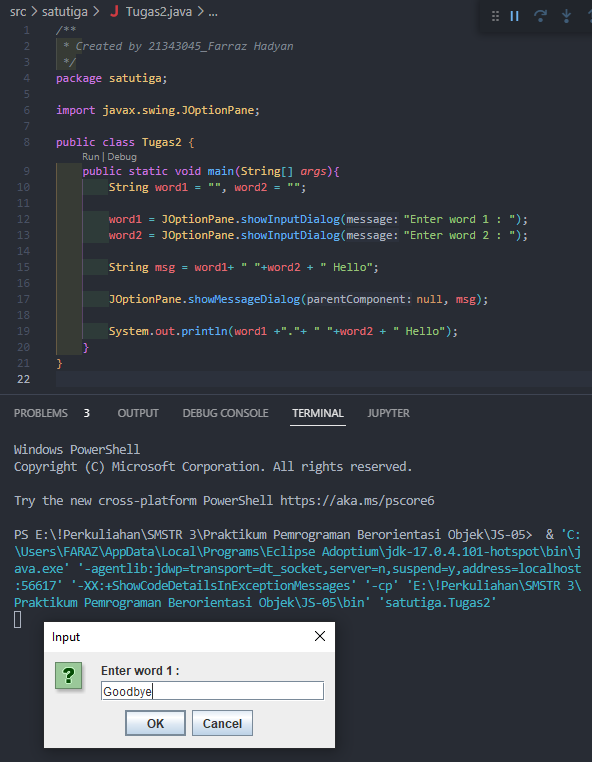 src > satutiga > J Tugas2.java > ...
1 /**
2 * Created by 21343045_Farraz Hadyan
3 */
4 package satutiga;
5
6 import javax.swing.JOptionPane;
7
8 public class Tugas2 {
Run | Debug
9 public static void main(String[] args){
10 String word1 = "", word2 = "";
11
12 word1 = JOptionPane.showInputDialog(message: "Enter word 1 : ");
13 word2 = JOptionPane.showInputDialog(message: "Enter word 2 : ");
14
15 String msg = word1+ " "+word2 + " Hello";
16
17 JOptionPane.showMessageDialog(parentComponent: null, msg);
18
19 System.out.println(word1 +"."+ " "+word2 + " Hello");
20 }
21 }
22
PROBLEMS 3 OUTPUT DEBUG CONSOLE TERMINAL JUPYTER
Windows PowerShell
Copyright (C) Microsoft Corporation. All rights reserved.
Try the new cross-platform PowerShell https://aka.ms/pscore6
PS E:\!Perkuliahan\SMSTR 3\Praktikum Pemrograman Berorientasi Objek\JS-05> & 'C:
\Users\FARAZ\AppData\Local\Programs\Eclipse Adoptium\jdk-17.0.4.101-hotspot\bin\j
ava.exe' '-agentlib:jdwp=transport=dt_socket,server=n,suspend=y,address=localhost
:56617' '-XX:+ShowCodeDetailsInExceptionMessages' '-cp' 'E:\!Perkuliahan\SMSTR 3\
Praktikum Pemrograman Berorientasi Objek\JS-05\bin' 'satutiga.Tugas2'
Input
Enter word 1 :
Goodbye
OK Cancel